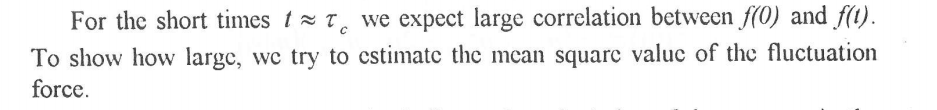 For the short times t ≈ τc we expect large correlation between f(0) and f(t).
To show how large, we try to estimate the mean square value of the fluctuation
force.